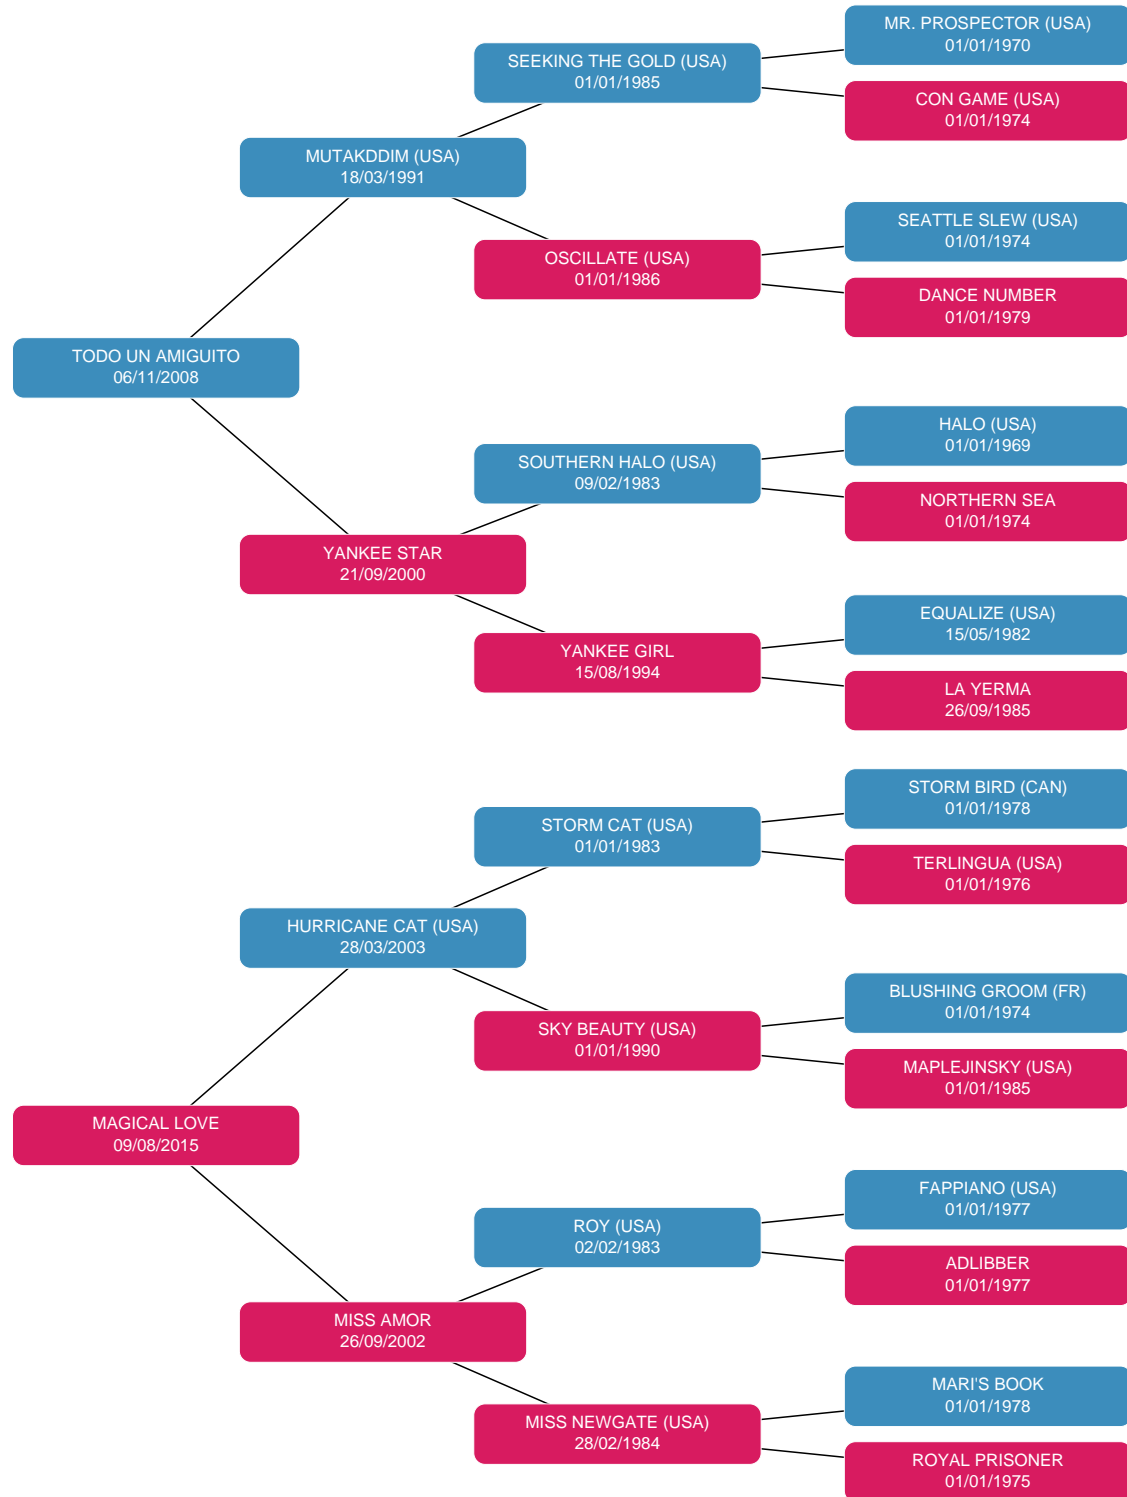 MR. PROSPECTOR (USA)
01/01/1970
SEEKING THE GOLD (USA)
01/01/1985
CON GAME (USA)
01/01/1974
MUTAKDDIM (USA)
18/03/1991
SEATTLE SLEW (USA)
01/01/1974
OSCILLATE (USA)
01/01/1986
DANCE NUMBER
01/01/1979
TODO UN AMIGUITO
06/11/2008
HALO (USA)
01/01/1969
SOUTHERN HALO (USA)
09/02/1983
NORTHERN SEA
01/01/1974
YANKEE STAR
21/09/2000
EQUALIZE (USA)
15/05/1982
YANKEE GIRL
15/08/1994
LA YERMA
26/09/1985
STORM BIRD (CAN)
01/01/1978
STORM CAT (USA)
01/01/1983
TERLINGUA (USA)
01/01/1976
HURRICANE CAT (USA)
28/03/2003
BLUSHING GROOM (FR)
01/01/1974
SKY BEAUTY (USA)
01/01/1990
MAPLEJINSKY (USA)
01/01/1985
MAGICAL LOVE
09/08/2015
FAPPIANO (USA)
01/01/1977
ROY (USA)
02/02/1983
ADLIBBER
01/01/1977
MISS AMOR
26/09/2002
MARI'S BOOK
01/01/1978
MISS NEWGATE (USA)
28/02/1984
ROYAL PRISONER
01/01/1975